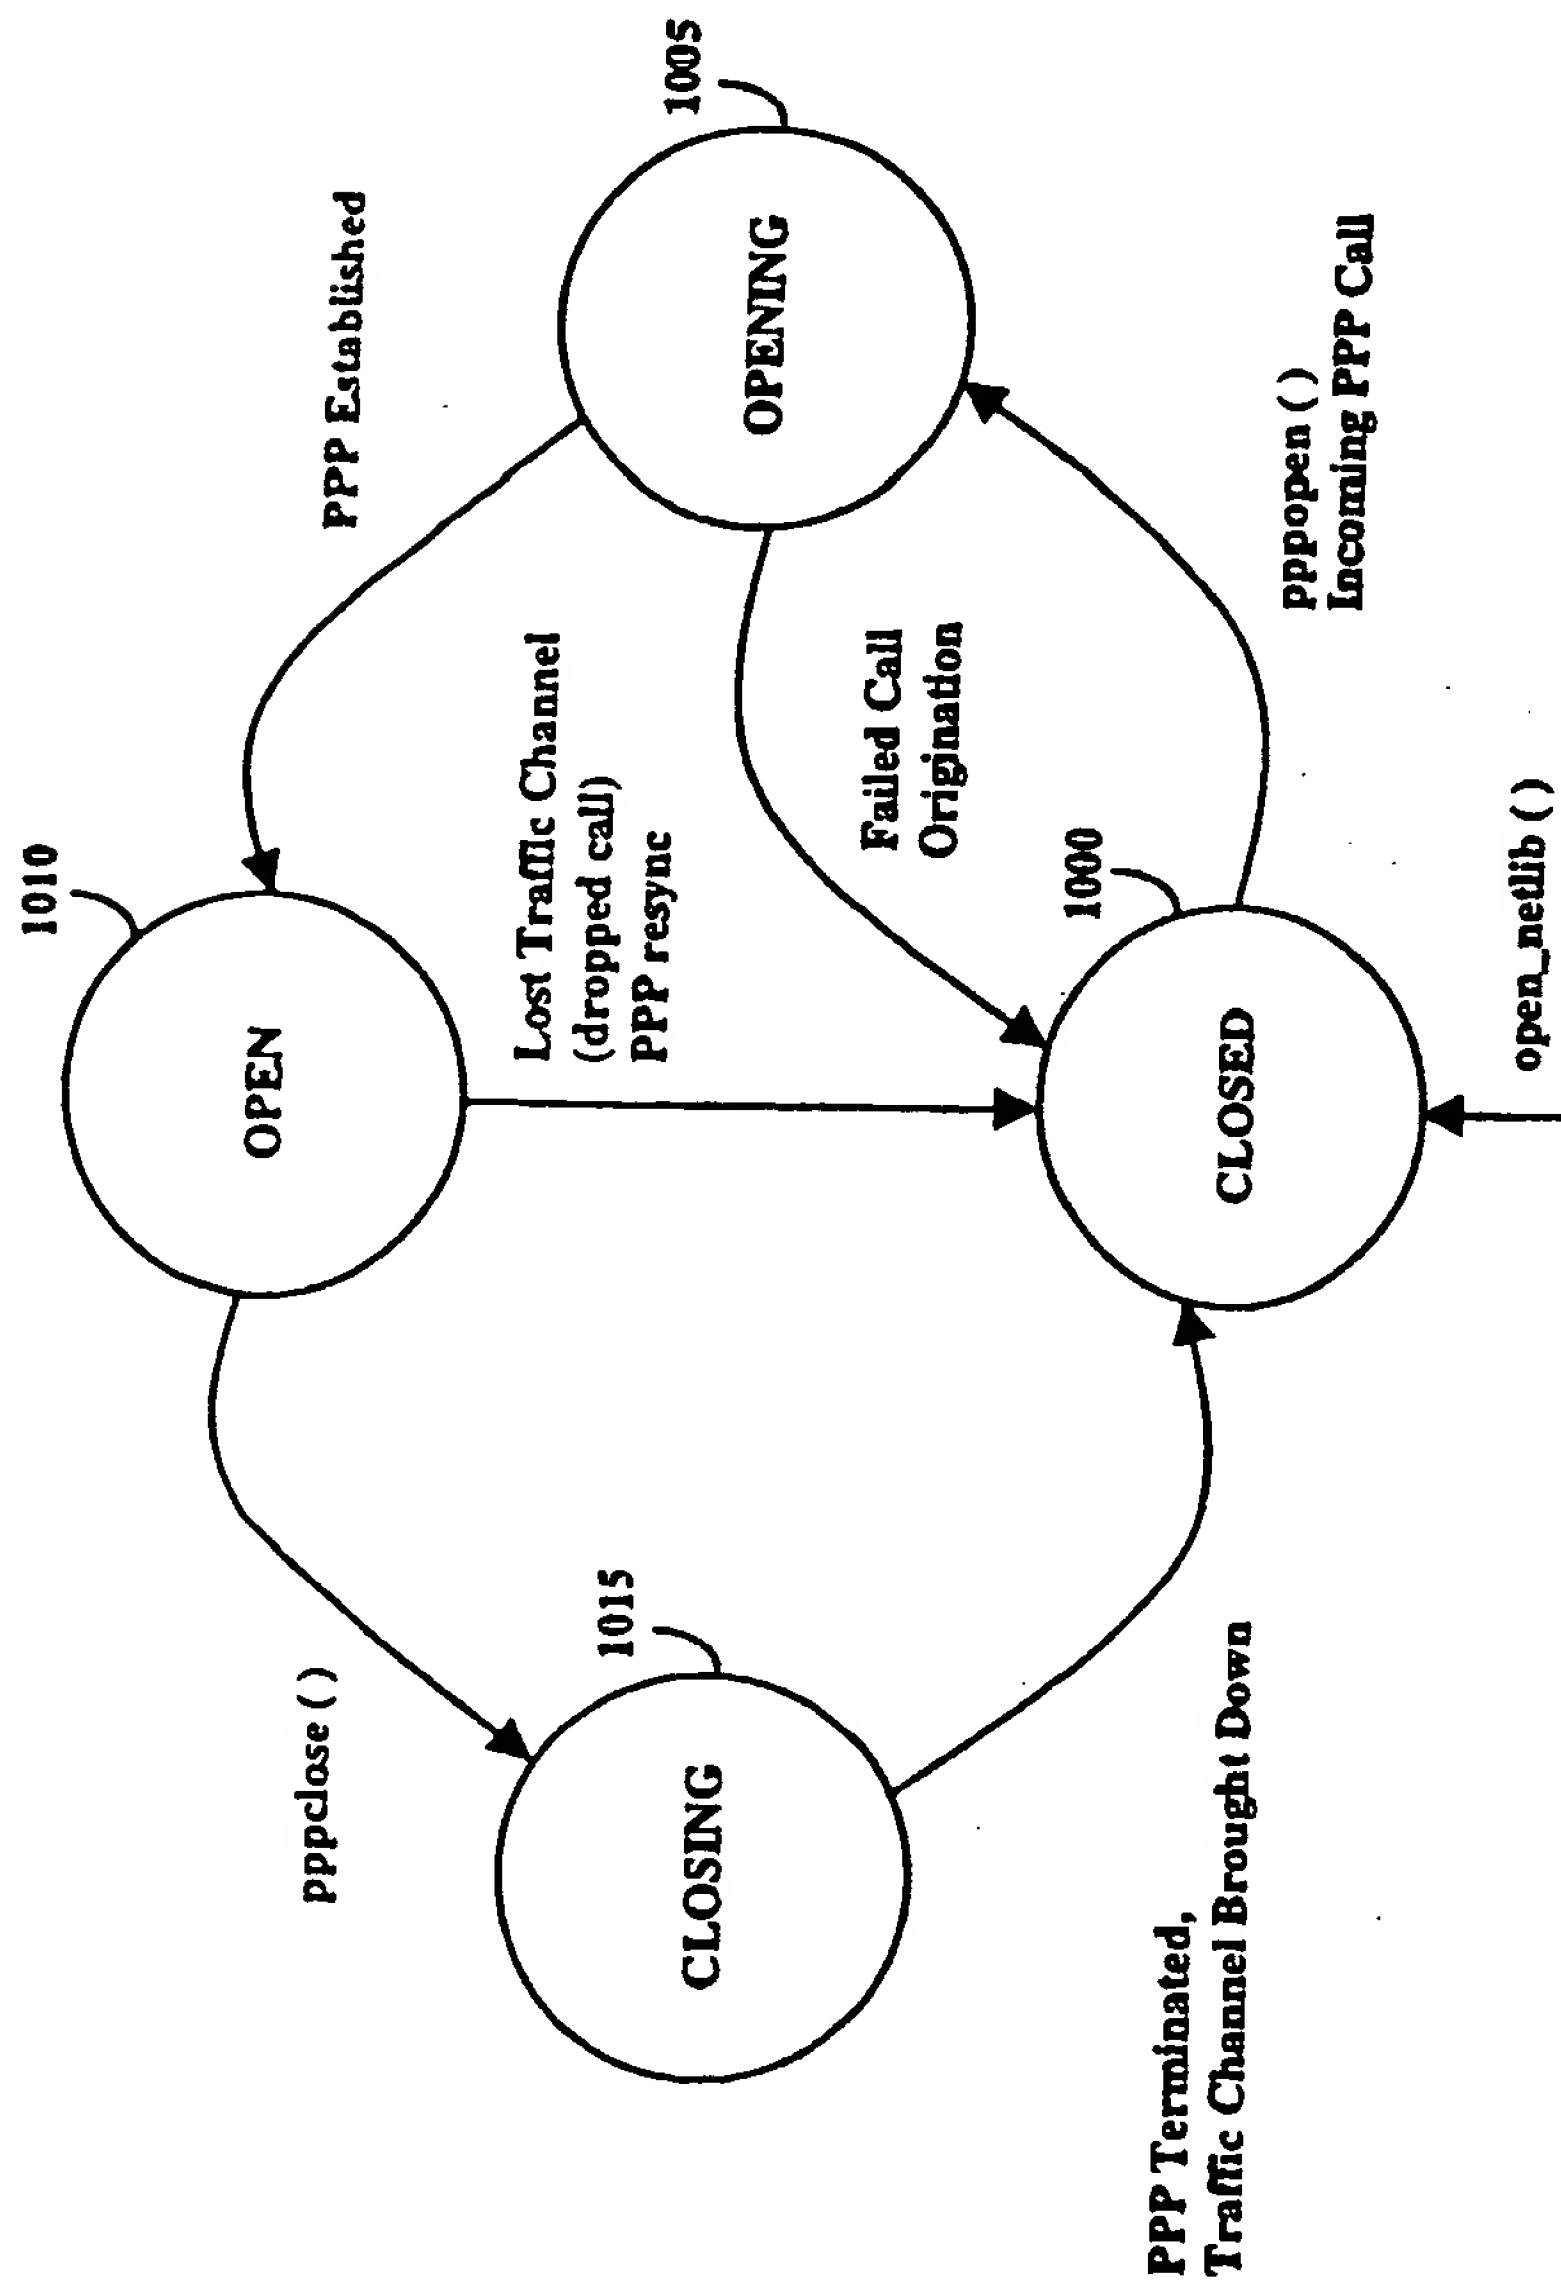 1010
OPEN
PPP Established
pppclose ( )
Lost Traffic Channel
(dropped call)
PPP resync
1005
OPENING
1015
CLOSING
Failed Call
Origination
1000
CLOSED
pppopen ( )
Incoming PPP Call
PPP Terminated,
Traffic Channel Brought Down
open_netlib ( )